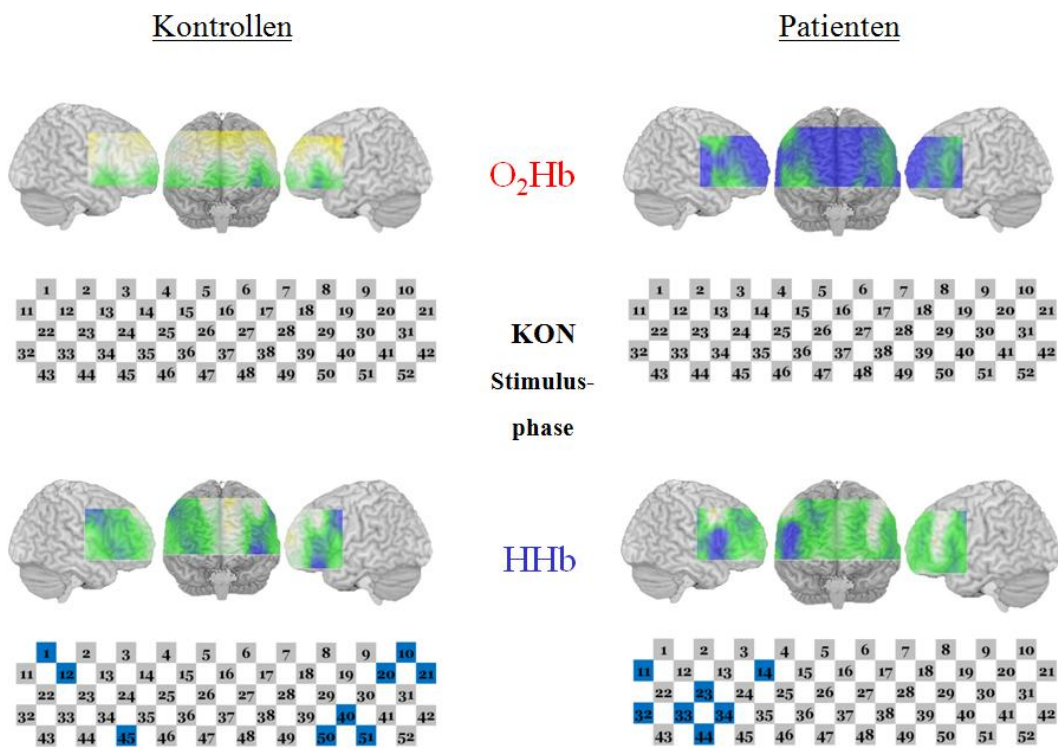 Kontrollen
Patienten
O₂Hb
1 2 3 4 5 6 7 8 9 10
11 12 13 14 15 16 17 18 19 20 21
22 23 24 25 26 27 28 29 30 31
32 33 34 35 36 37 38 39 40 41 42
43 44 45 46 47 48 49 50 51 52
KON
Stimulus-
phase
1 2 3 4 5 6 7 8 9 10
11 12 13 14 15 16 17 18 19 20 21
22 23 24 25 26 27 28 29 30 31
32 33 34 35 36 37 38 39 40 41 42
43 44 45 46 47 48 49 50 51 52
HHb
1 2 3 4 5 6 7 8 9 10
11 12 13 14 15 16 17 18 19 20 21
22 23 24 25 26 27 28 29 30 31
32 33 34 35 36 37 38 39 40 41 42
43 44 45 46 47 48 49 50 51 52
1 2 3 4 5 6 7 8 9 10
11 12 13 14 15 16 17 18 19 20 21
22 23 24 25 26 27 28 29 30 31
32 33 34 35 36 37 38 39 40 41 42
43 44 45 46 47 48 49 50 51 52